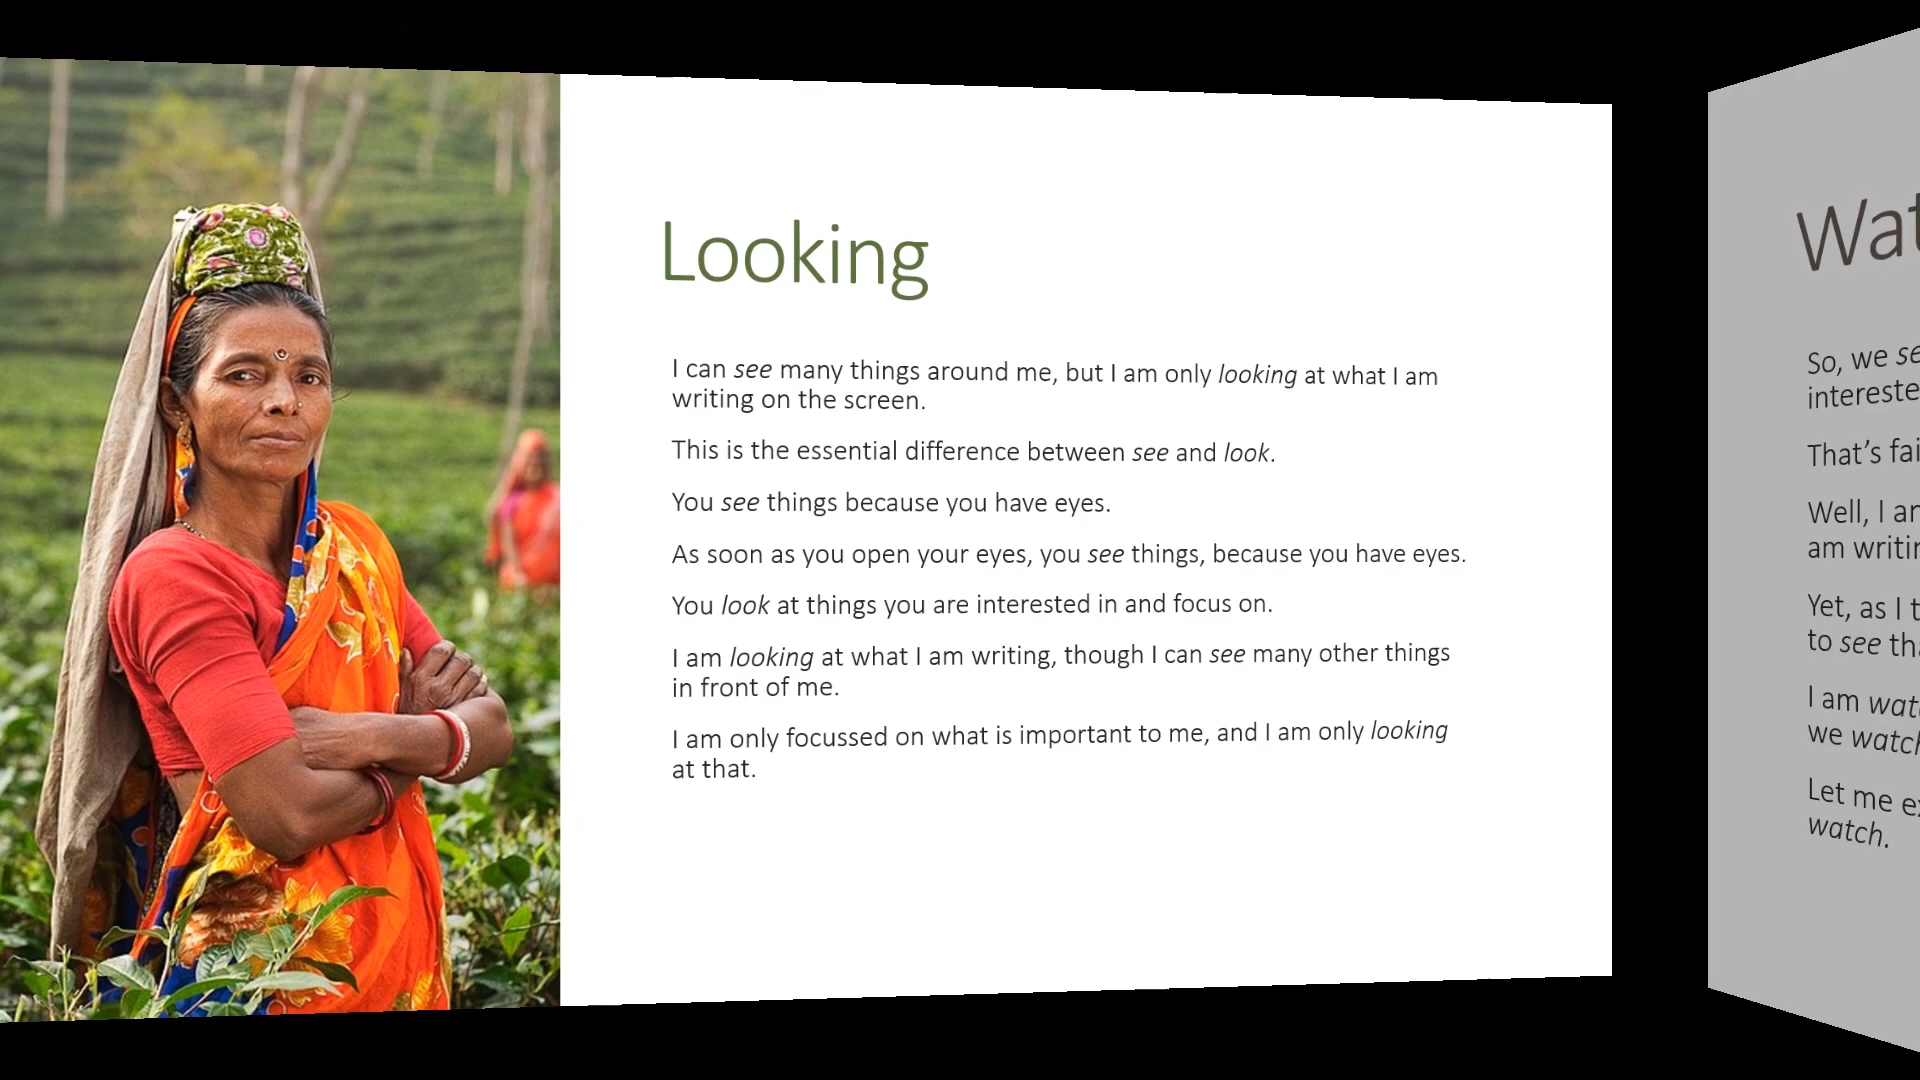 Looking
I can see many things around me, but I am only looking at what I am
writing on the screen.
This is the essential difference between see and look.
You see things because you have eyes.
As soon as you open your eyes, you see things, because you have eyes.
You look at things you are interested in and focus on.
I am looking at what I am writing, though I can see many other things
in front of me.
I am only focussed on what is important to me, and I am only looking
at that.
So, we
That's
Well, I
Yet, as I
to see
I am
we
Let me
watch.